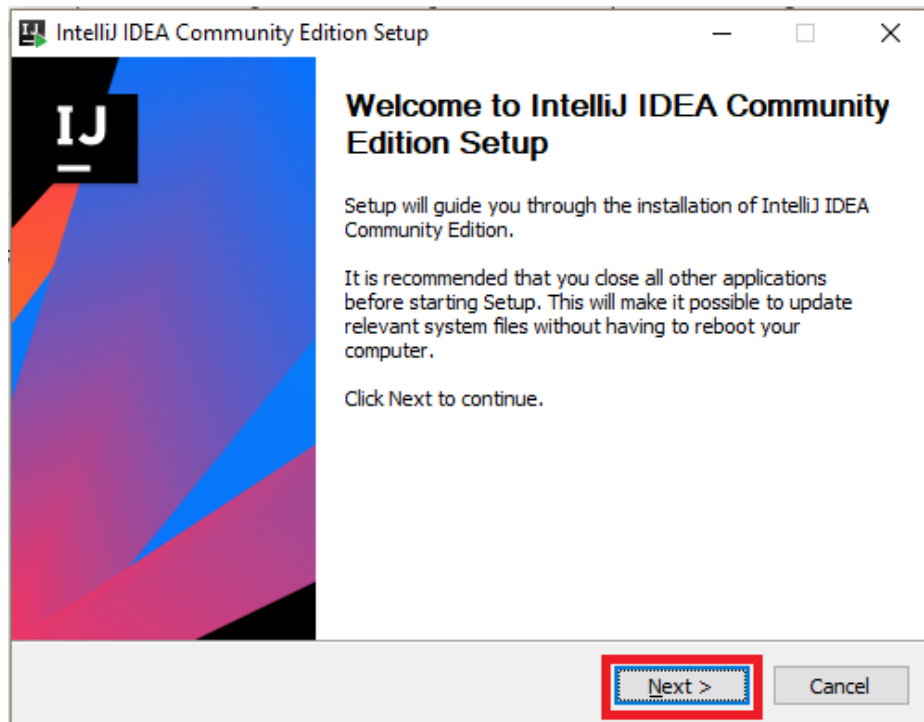 IntelliJ IDEA Community Edition Setup
IJ
Welcome to IntelliJ IDEA Community
Edition Setup
Setup will guide you through the installation of IntelliJ IDEA
Community Edition.
It is recommended that you close all other applications
before starting Setup. This will make it possible to update
relevant system files without having to reboot your
computer.
Click Next to continue.
Next >
Cancel